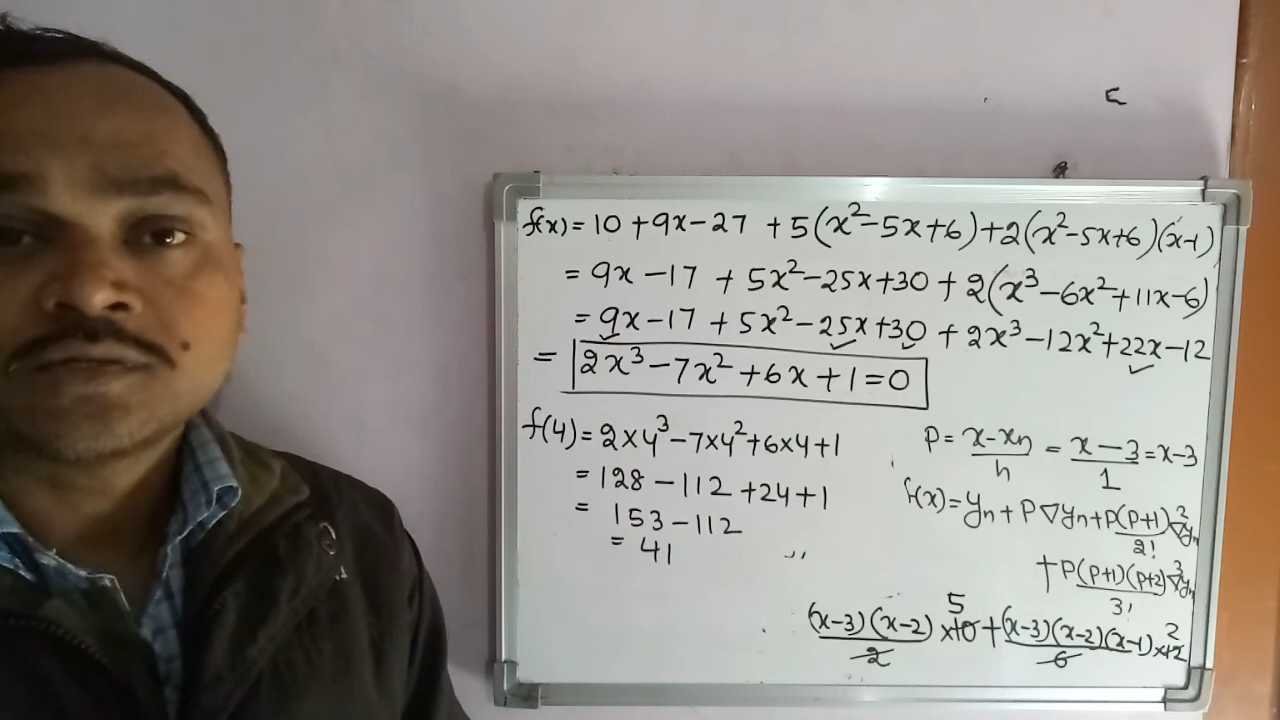 f(x) = 10 + 9x - 27 + 5(x² - 5x + 6) + 2(x² - 5x + 6)(x - 1)
= 9x - 17 + 5x² - 25x + 30 + 2(x³ - 6x² + 11x - 6)
= 9x - 17 + 5x² - 25x + 30 + 2x³ - 12x² + 22x - 12
= 2x³ - 7x² + 6x + 1 = 0
f(4) = 2×4³ - 7×4² + 6×4 + 1
= 128 - 112 + 24 + 1
= 153 - 112
= 41
P = (x - xn)/h = (x - 3)/1 = x - 3
f(x) = yn + P∇yn + P(P+1)/2! ∇²yn
+ P(P+1)(P+2)/3! ∇³yn
(x-3)(x-2)/2 × 10 5 + (x-3)(x-2)(x-1)/6 × 12 2